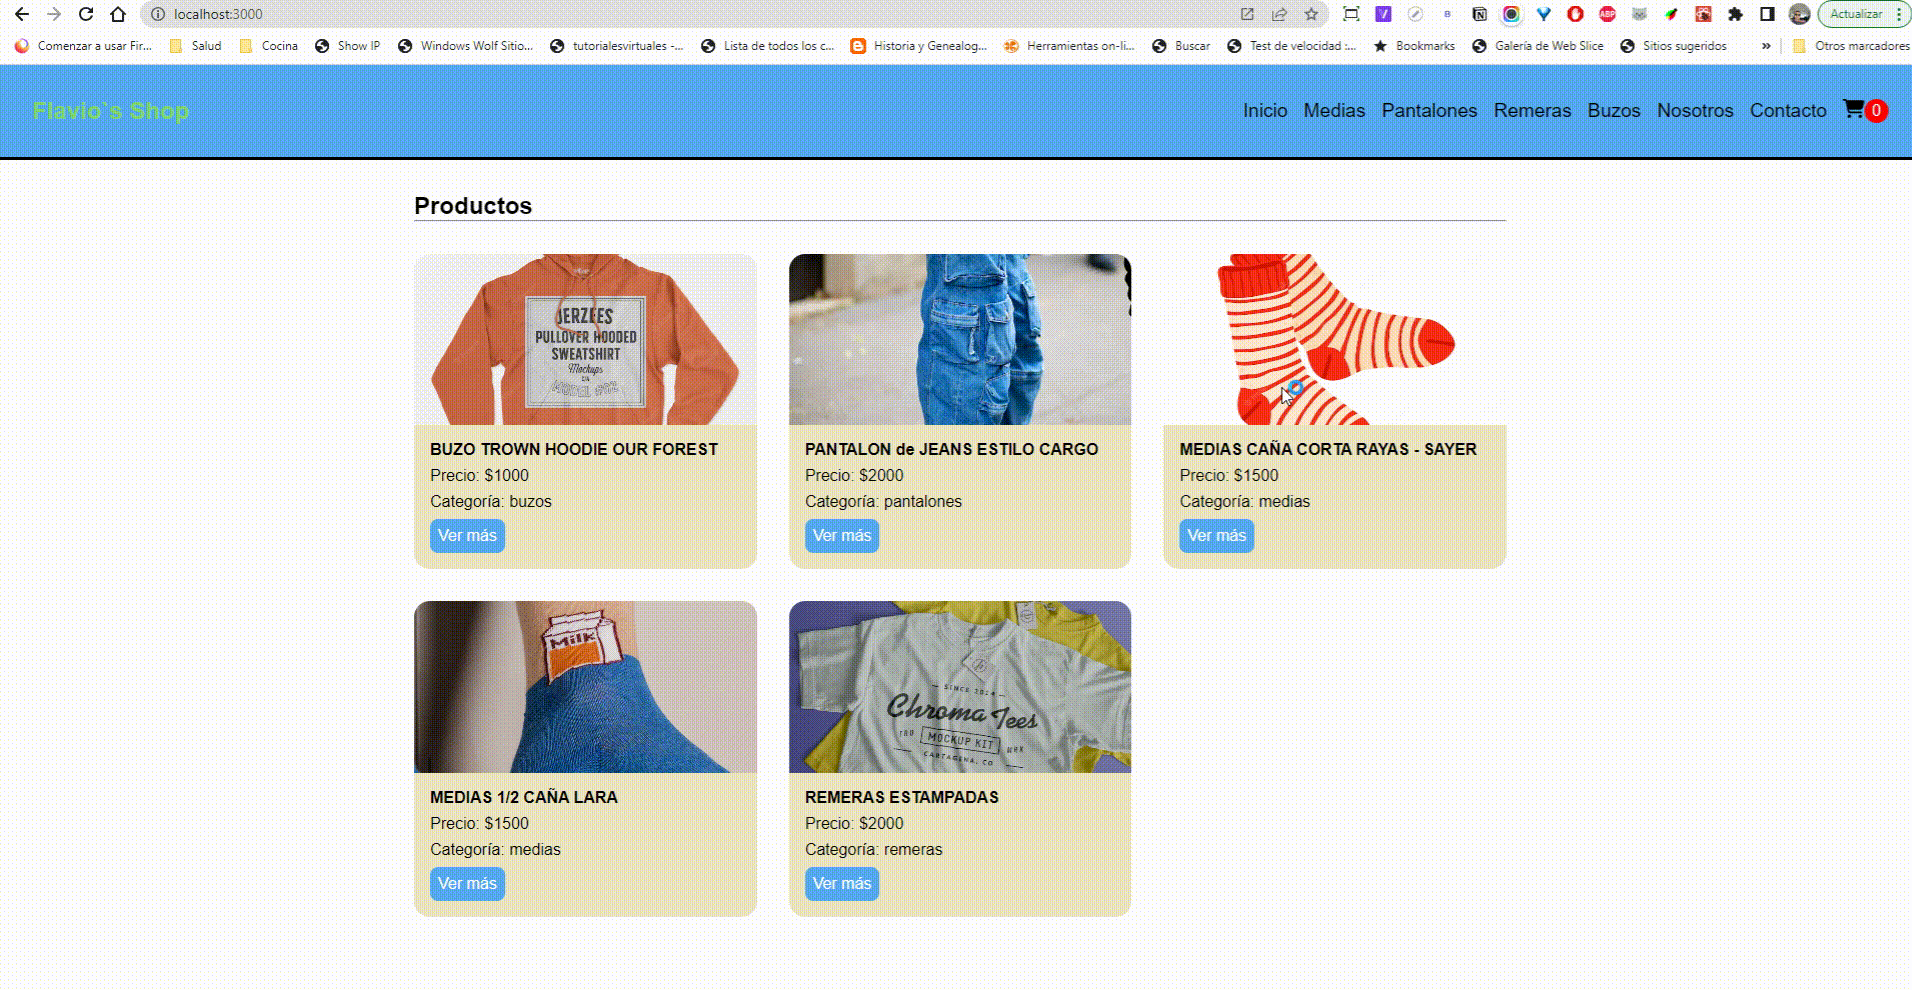 localhost:3000
Actualizar
Comenzar a usar Fir...
Salud
Cocina
Show IP
Windows Wolf Sitio...
tutorialesvirtuales -...
Lista de todos los c...
Historia y Genealog...
Herramientas on-li...
Buscar
Test de velocidad :...
Bookmarks
Galería de Web Slice
Sitios sugeridos
»
Otros marcadores
Flavio`s Shop
Inicio
Medias
Pantalones
Remeras
Buzos
Nosotros
Contacto
0
Productos
JERZEES
PULLOVER HOODED
SWEATSHIRT
Mockups
BUZO TROWN HOODIE OUR FOREST
Precio: $1000
Categoría: buzos
Ver más
PANTALON de JEANS ESTILO CARGO
Precio: $2000
Categoría: pantalones
Ver más
MEDIAS CAÑA CORTA RAYAS - SAYER
Precio: $1500
Categoría: medias
Ver más
Milk
MEDIAS 1/2 CAÑA LARA
Precio: $1500
Categoría: medias
Ver más
SINCE 2014
Chroma Tees
MOCKUP KIT
CARTAGENA, CO
REMERAS ESTAMPADAS
Precio: $2000
Categoría: remeras
Ver más